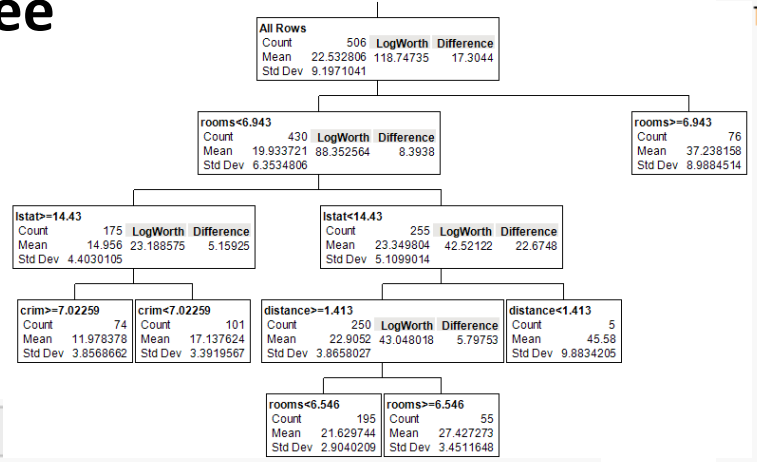 ee
All Rows
Count 506 LogWorth Difference
Mean 22.532806 118.74735 17.3044
Std Dev 9.1971041
rooms<6.943
Count 430 LogWorth Difference
Mean 19.933721 88.352564 8.3938
Std Dev 6.3534806
rooms>=6.943
Count 76
Mean 37.238158
Std Dev 8.9884514
lstat>=14.43
Count 175 LogWorth Difference
Mean 14.956 23.188575 5.15925
Std Dev 4.4030105
lstat<14.43
Count 255 LogWorth Difference
Mean 23.349804 42.52122 22.6748
Std Dev 5.1099014
crim>=7.02259
Count 74
Mean 11.978378
Std Dev 3.8568662
crim<7.02259
Count 101
Mean 17.137624
Std Dev 3.3919567
distance>=1.413
Count 250 LogWorth Difference
Mean 22.9052 43.048018 5.79753
Std Dev 3.8658027
distance<1.413
Count 5
Mean 45.58
Std Dev 9.8834205
rooms<6.546
Count 195
Mean 21.629744
Std Dev 2.9040209
rooms>=6.546
Count 55
Mean 27.427273
Std Dev 3.4511648